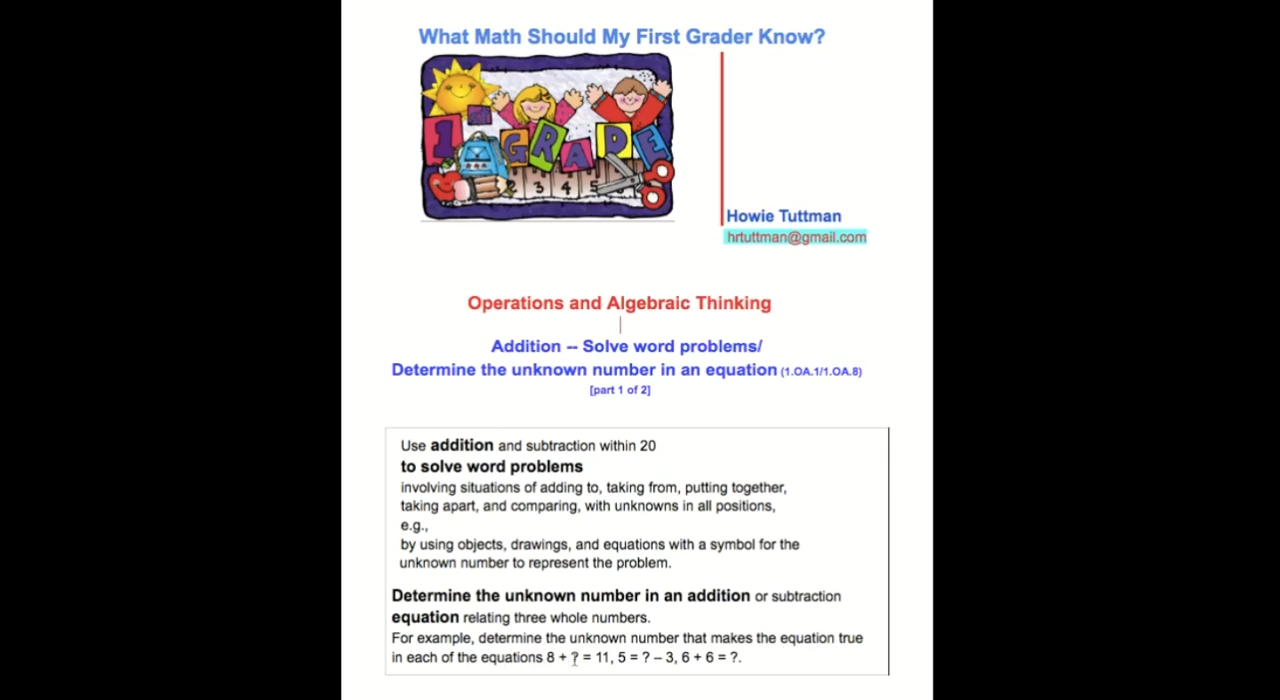 What Math Should My First Grader Know?
1 GRADE
2 3 4 5
Howie Tuttman
hrtuttman@gmail.com
Operations and Algebraic Thinking
Addition -- Solve word problems/
Determine the unknown number in an equation (1.OA.1/1.OA.8)
[part 1 of 2]
Use addition and subtraction within 20
to solve word problems
involving situations of adding to, taking from, putting together,
taking apart, and comparing, with unknowns in all positions,
e.g.,
by using objects, drawings, and equations with a symbol for the
unknown number to represent the problem.
Determine the unknown number in an addition or subtraction
equation relating three whole numbers.
For example, determine the unknown number that makes the equation true
in each of the equations 8 + ? = 11, 5 = ? – 3, 6 + 6 = ?.